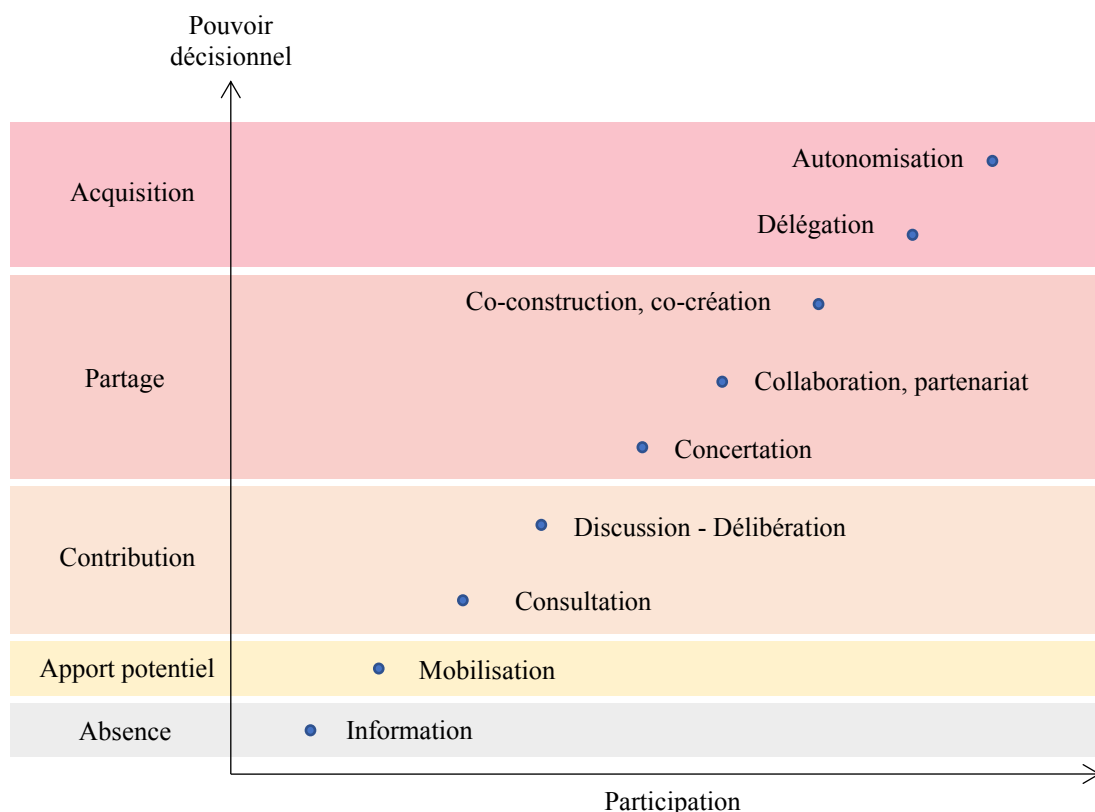 Pouvoir
décisionnel
Autonomisation
Acquisition
Délégation
Co-construction, co-création
Partage
Collaboration, partenariat
Concertation
Discussion - Délibération
Contribution
Consultation
Apport potentiel
Mobilisation
Absence
Information
Participation